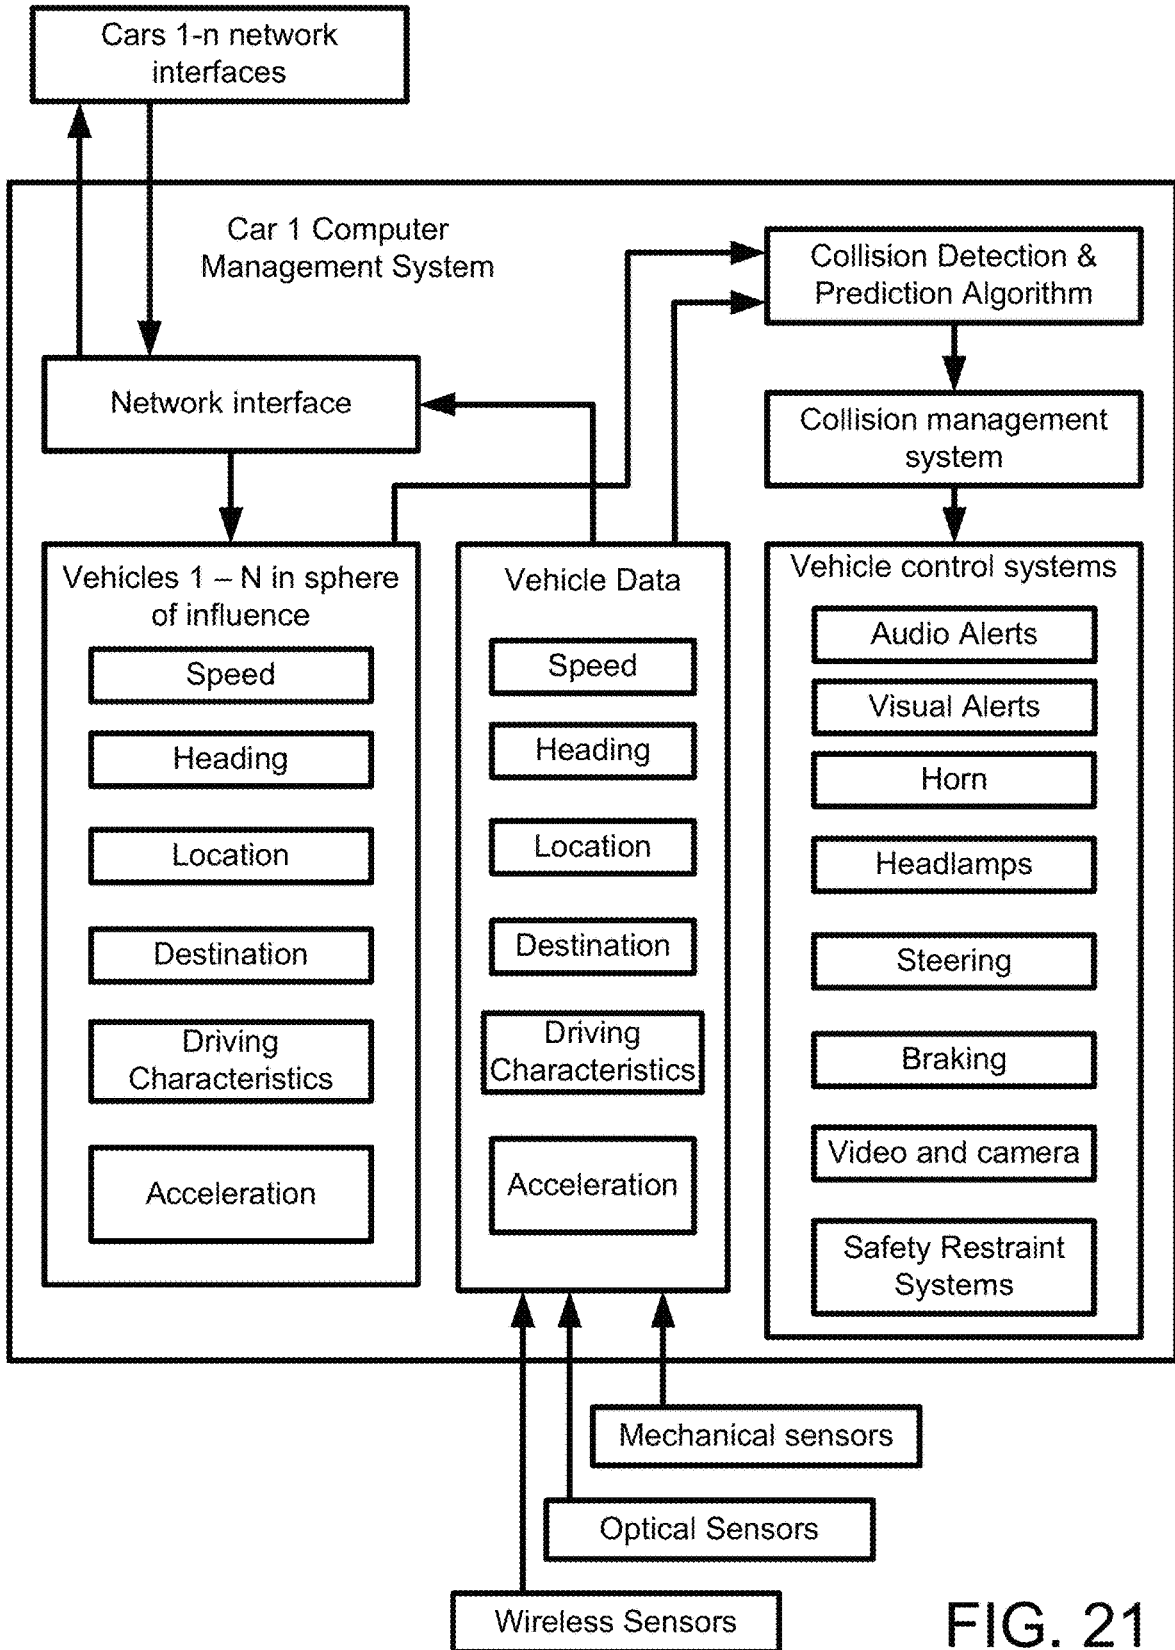 Cars 1-n network
interfaces
Car 1 Computer
Management System
Collision Detection &
Prediction Algorithm
Network interface
Collision management
system
Vehicles 1 – N in sphere
of influence
Speed
Heading
Location
Destination
Driving
Characteristics
Acceleration
Vehicle Data
Speed
Heading
Location
Destination
Driving
Characteristics
Acceleration
Vehicle control systems
Audio Alerts
Visual Alerts
Horn
Headlamps
Steering
Braking
Video and camera
Safety Restraint
Systems
Mechanical sensors
Optical Sensors
Wireless Sensors
FIG. 21